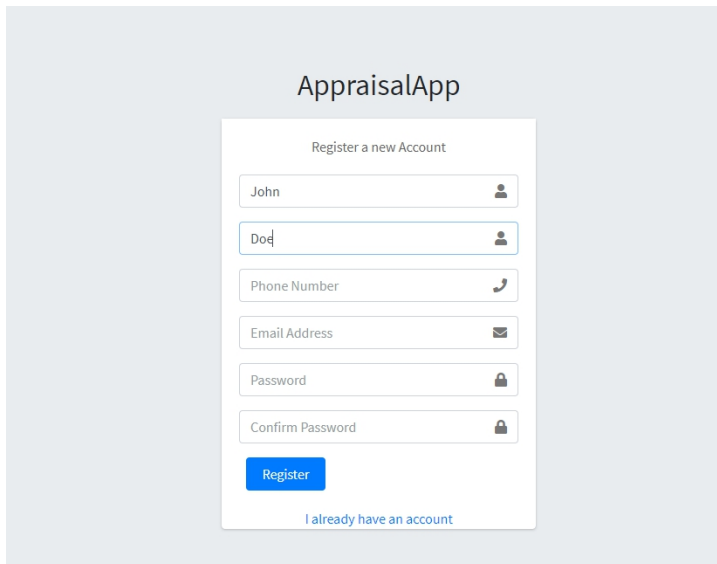 AppraisalApp
Register a new Account
John
Doe
Phone Number
Email Address
Password
Confirm Password
Register
I already have an account